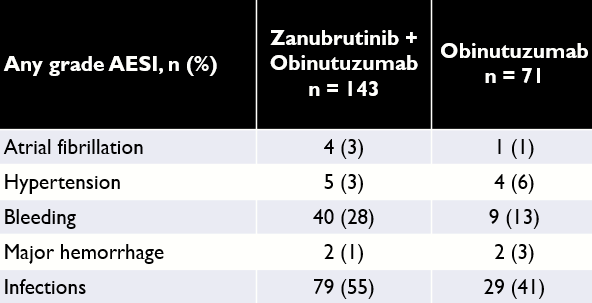 Any grade AESI, n (%)
Zanubrutinib +
Obinutuzumab
n = 143
Obinutuzumab
n = 71
Atrial fibrillation 4 (3) 1 (1)
Hypertension 5 (3) 4 (6)
Bleeding 40 (28) 9 (13)
Major hemorrhage 2 (1) 2 (3)
Infections 79 (55) 29 (41)